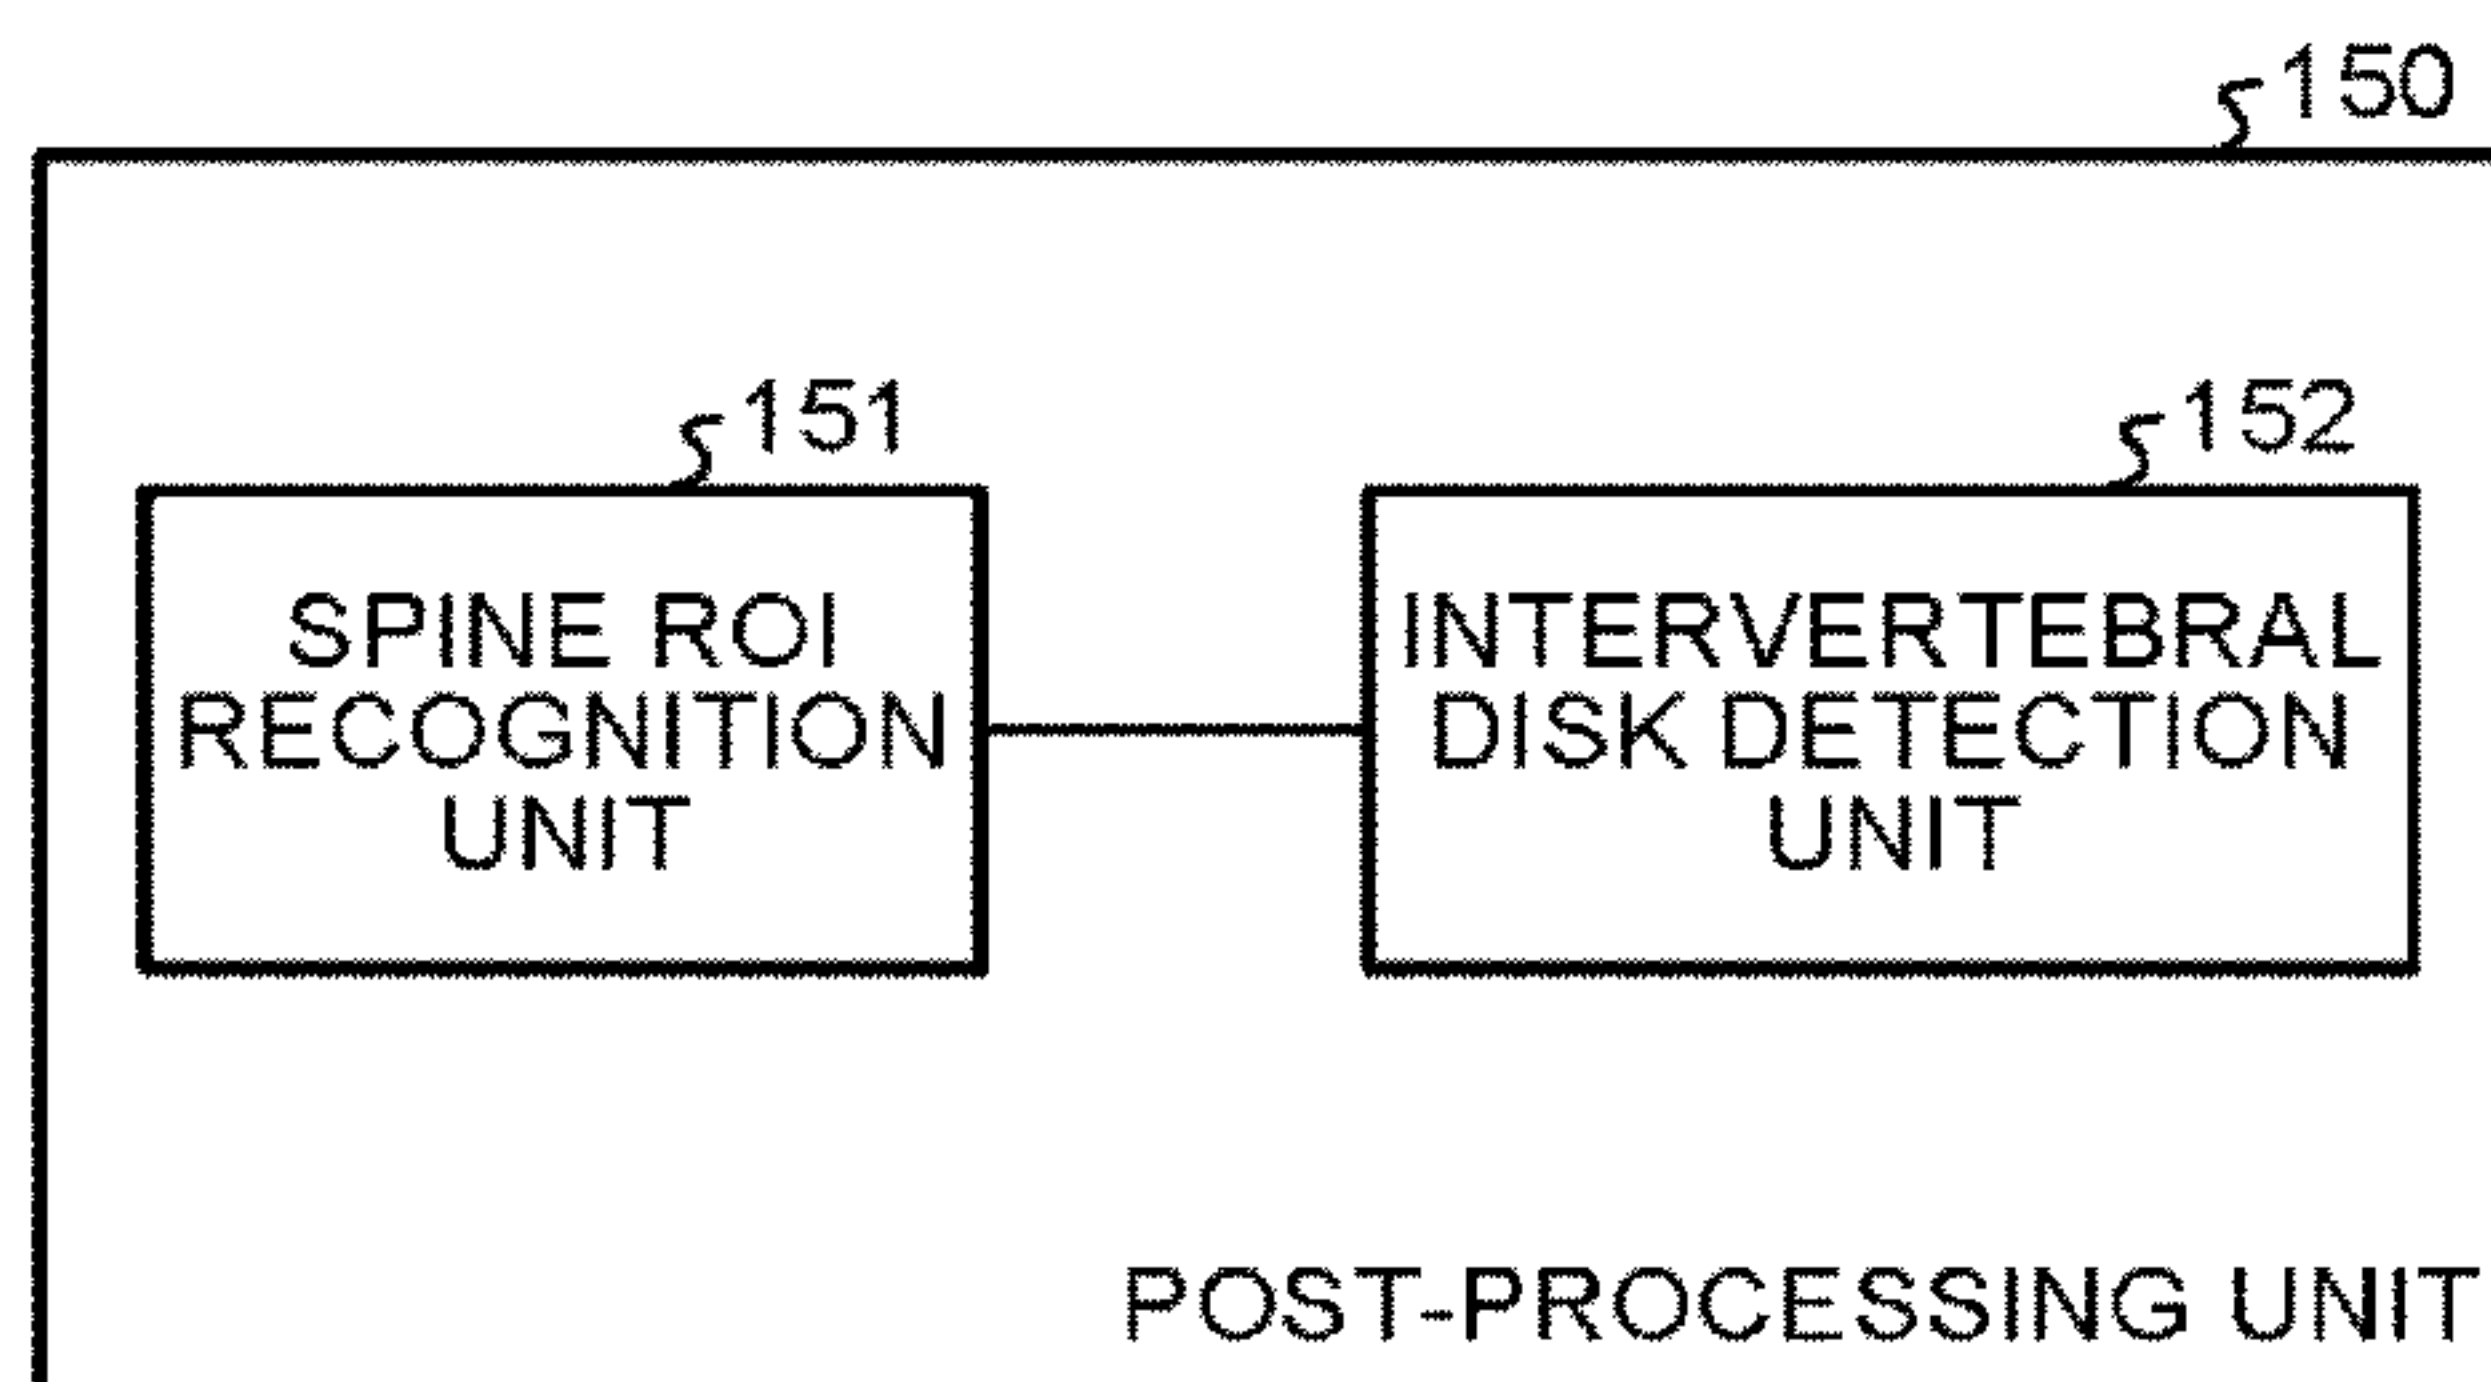 150
151
152
SPINE ROI
RECOGNITION
UNIT
INTERVERTEBRAL
DISK DETECTION
UNIT
POST-PROCESSING UNIT